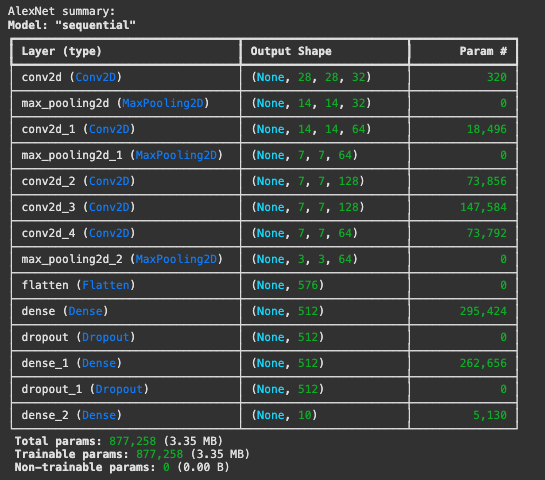 AlexNet summary:
Model: "sequential"
Layer (type) Output Shape Param #
conv2d (Conv2D) (None, 28, 28, 32) 320
max_pooling2d (MaxPooling2D) (None, 14, 14, 32) 0
conv2d_1 (Conv2D) (None, 14, 14, 64) 18,496
max_pooling2d_1 (MaxPooling2D) (None, 7, 7, 64) 0
conv2d_2 (Conv2D) (None, 7, 7, 128) 73,856
conv2d_3 (Conv2D) (None, 7, 7, 128) 147,584
conv2d_4 (Conv2D) (None, 7, 7, 64) 73,792
max_pooling2d_2 (MaxPooling2D) (None, 3, 3, 64) 0
flatten (Flatten) (None, 576) 0
dense (Dense) (None, 512) 295,424
dropout (Dropout) (None, 512) 0
dense_1 (Dense) (None, 512) 262,656
dropout_1 (Dropout) (None, 512) 0
dense_2 (Dense) (None, 10) 5,130
Total params: 877,258 (3.35 MB)
Trainable params: 877,258 (3.35 MB)
Non-trainable params: 0 (0.00 B)